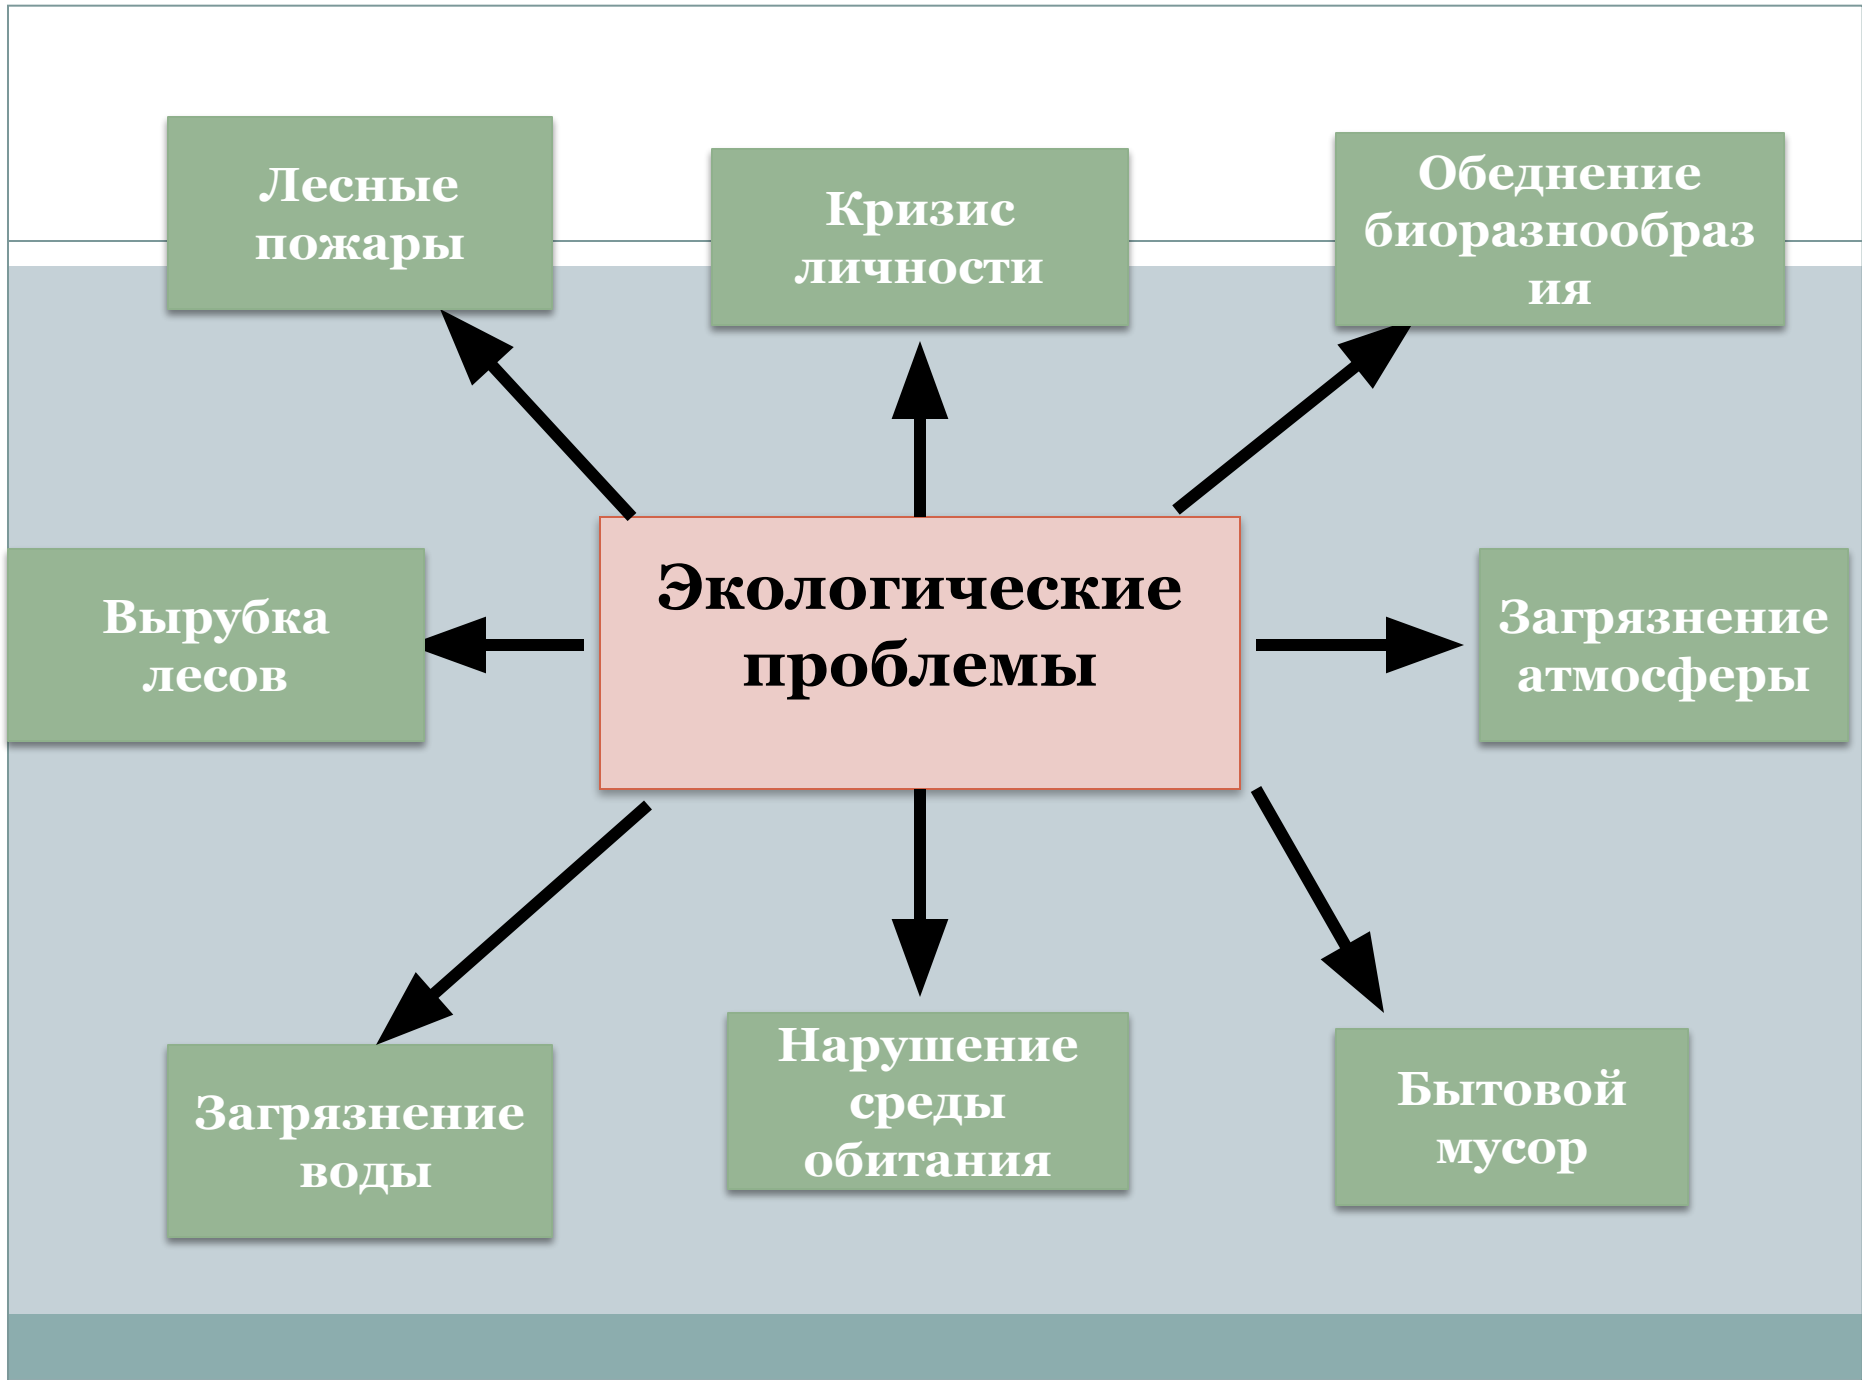 Лесные
пожары
Кризис
личности
Обеднение
биоразнообраз
ия
Вырубка
лесов
Экологические
проблемы
Загрязнение
атмосферы
Загрязнение
воды
Нарушение
среды
обитания
Бытовой
мусор